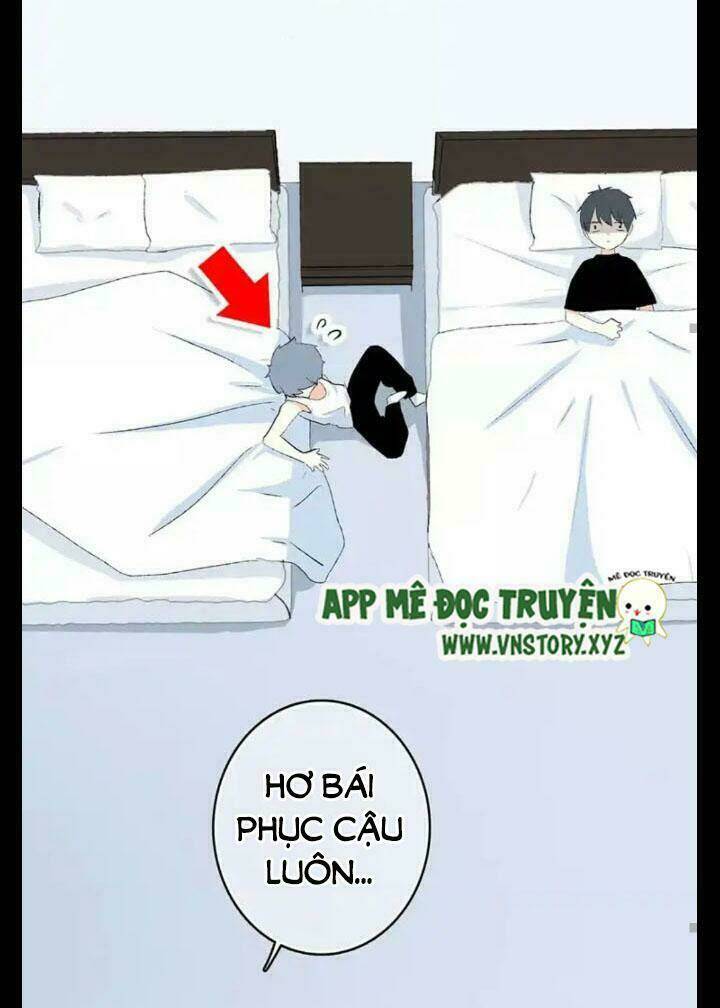 MÊ ĐỌC TRUYỆN
APP MÊ ĐỌC TRUYỆN
WWW.VNSTORY.XYZ
HƠ BÁI
PHỤC CẬU
LUÔN...